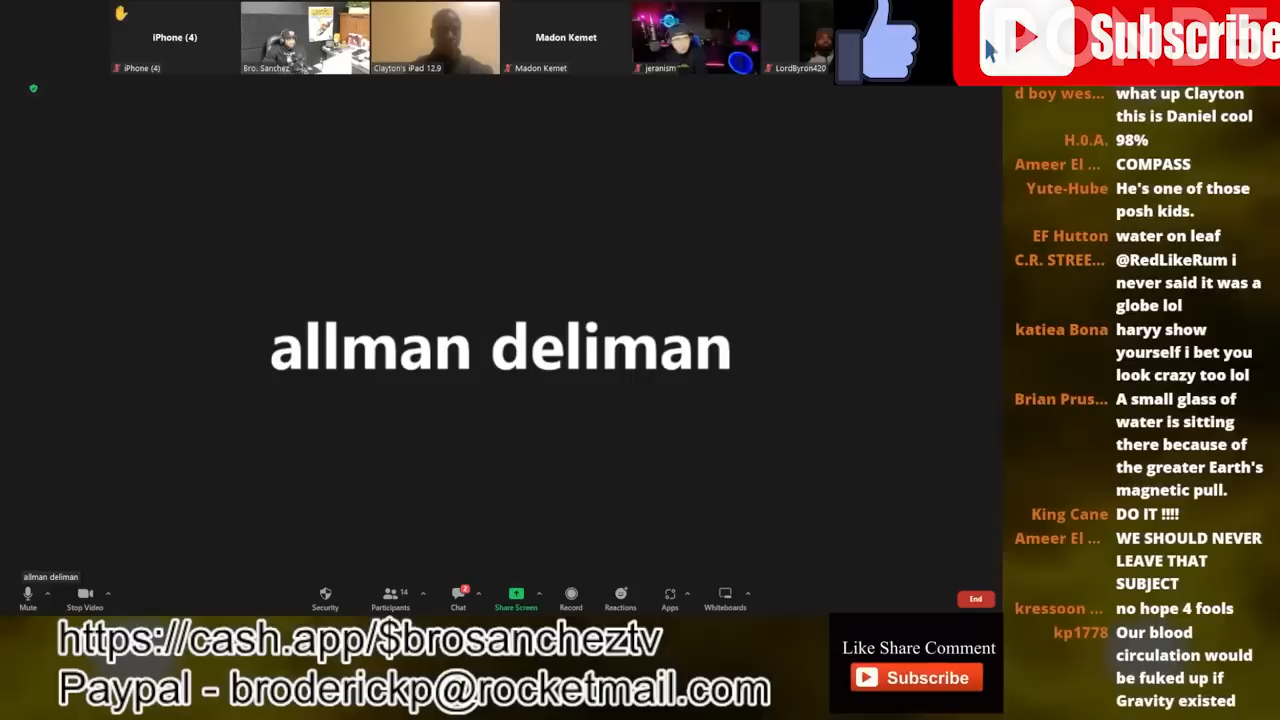 iPhone (4)
Madon Kemet
iPhone (4)
Bro. Sanchez
Clayton's iPad 12.9
Madon Kemet
jeranism
LordByron420
Subscribe
d boy wes... what up Clayton
this is Daniel cool
H.0.A. 98%
Ameer El ... COMPASS
Yute-Hube He's one of those
posh kids.
EF Hutton water on leaf
C.R. STREE... @RedLikeRum i
never said it was a
globe lol
katiea Bona haryy show
yourself i bet you
look crazy too lol
Brian Prus... A small glass of
water is sitting
there because of
the greater Earth's
magnetic pull.
King Cane DO IT !!!!
Ameer El ... WE SHOULD NEVER
LEAVE THAT
SUBJECT
kressoon ... no hope 4 fools
kp1778 Our blood
circulation would
be fuked up if
Gravity existed
allman deliman
allman deliman
Mute
Stop Video
Security
Participants
14
Chat
2
Share Screen
Record
Reactions
Apps
Whiteboards
End
https://cash.app/$brosancheztv
Paypal - broderickp@rocketmail.com
Like Share Comment
Subscribe